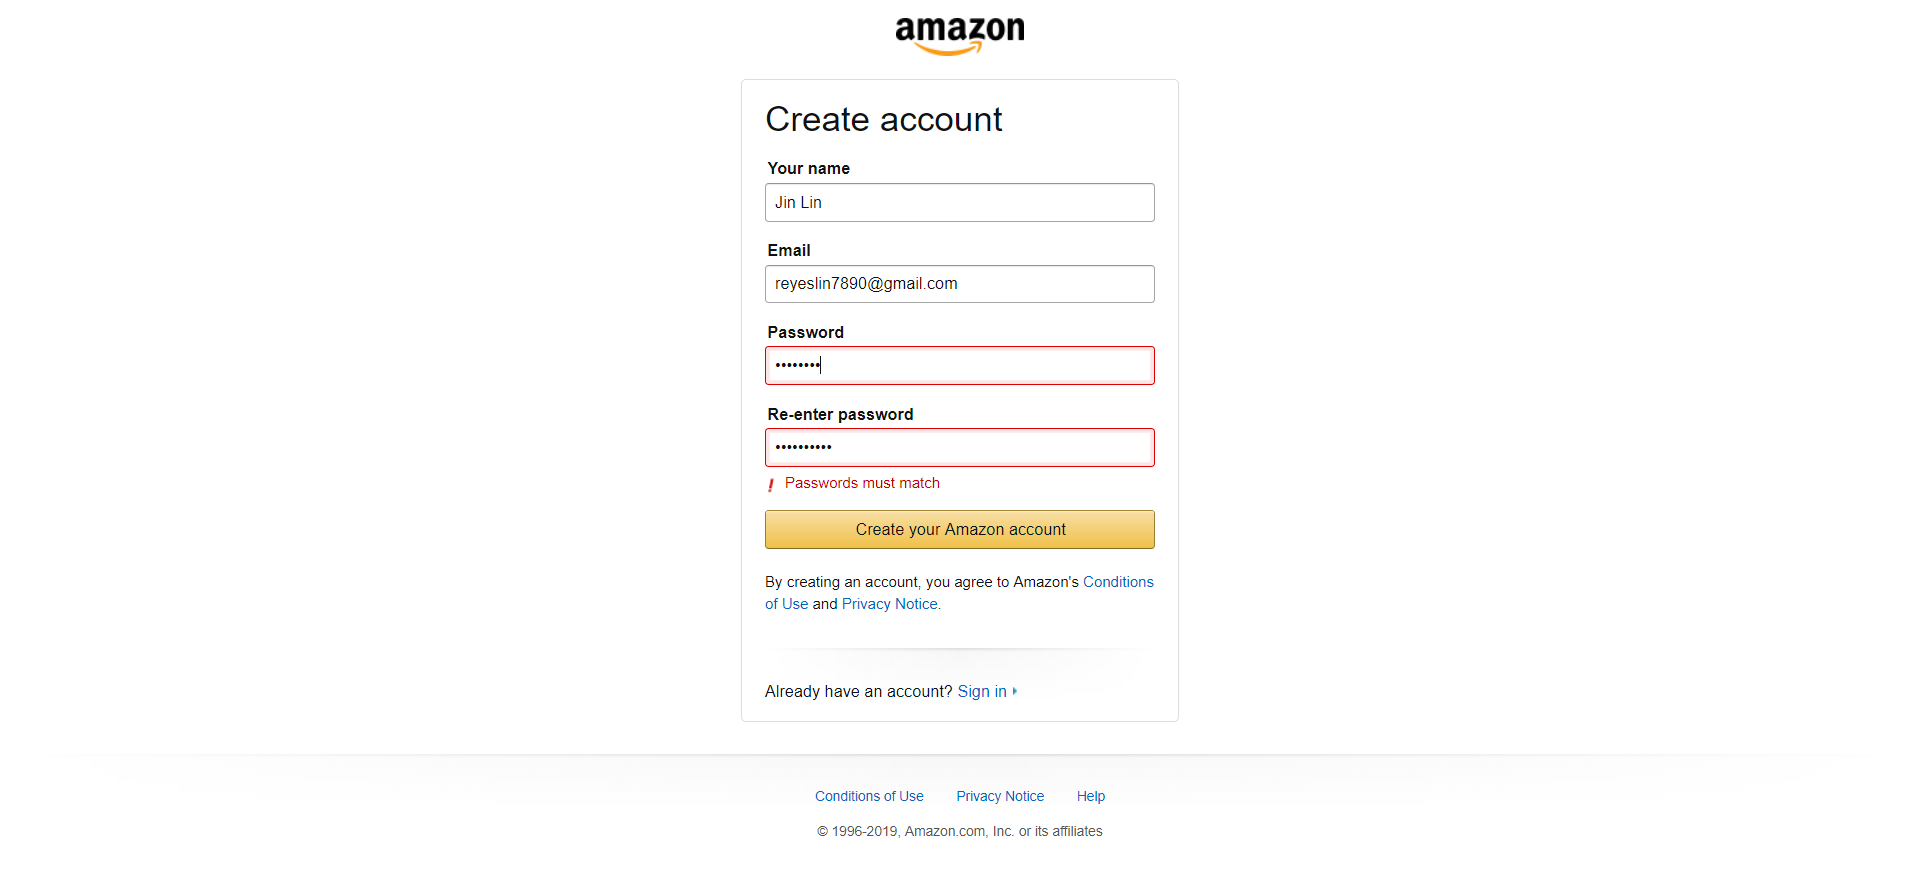 amazon
Create account
Your name
Jin Lin
Email
reyeslin7890@gmail.com
Password
••••••••
Re-enter password
••••••••••
! Passwords must match
Create your Amazon account
By creating an account, you agree to Amazon's Conditions
of Use and Privacy Notice.
Already have an account? Sign in
Conditions of Use Privacy Notice Help
© 1996-2019, Amazon.com, Inc. or its affiliates